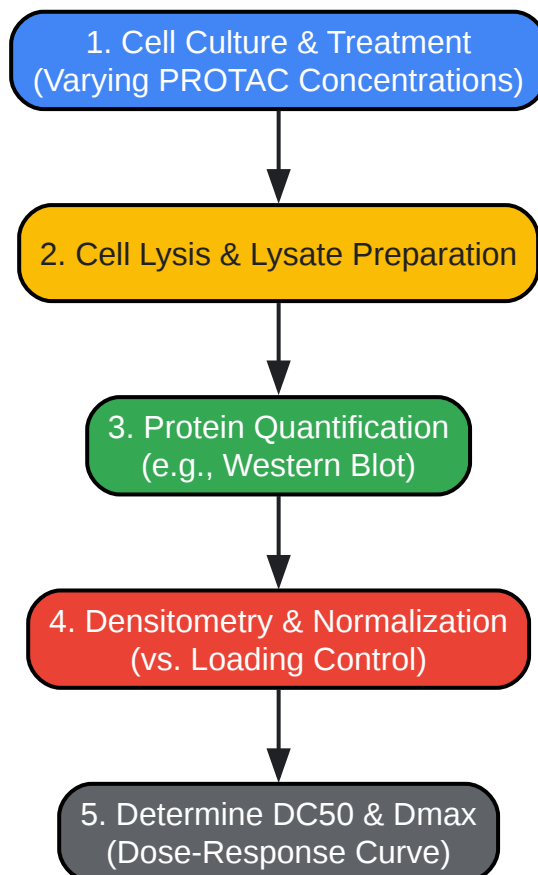 1. Cell Culture & Treatment
(Varying PROTAC Concentrations)
2. Cell Lysis & Lysate Preparation
3. Protein Quantification
(e.g., Western Blot)
4. Densitometry & Normalization
(vs. Loading Control)
5. Determine DC50 & Dmax
(Dose-Response Curve)